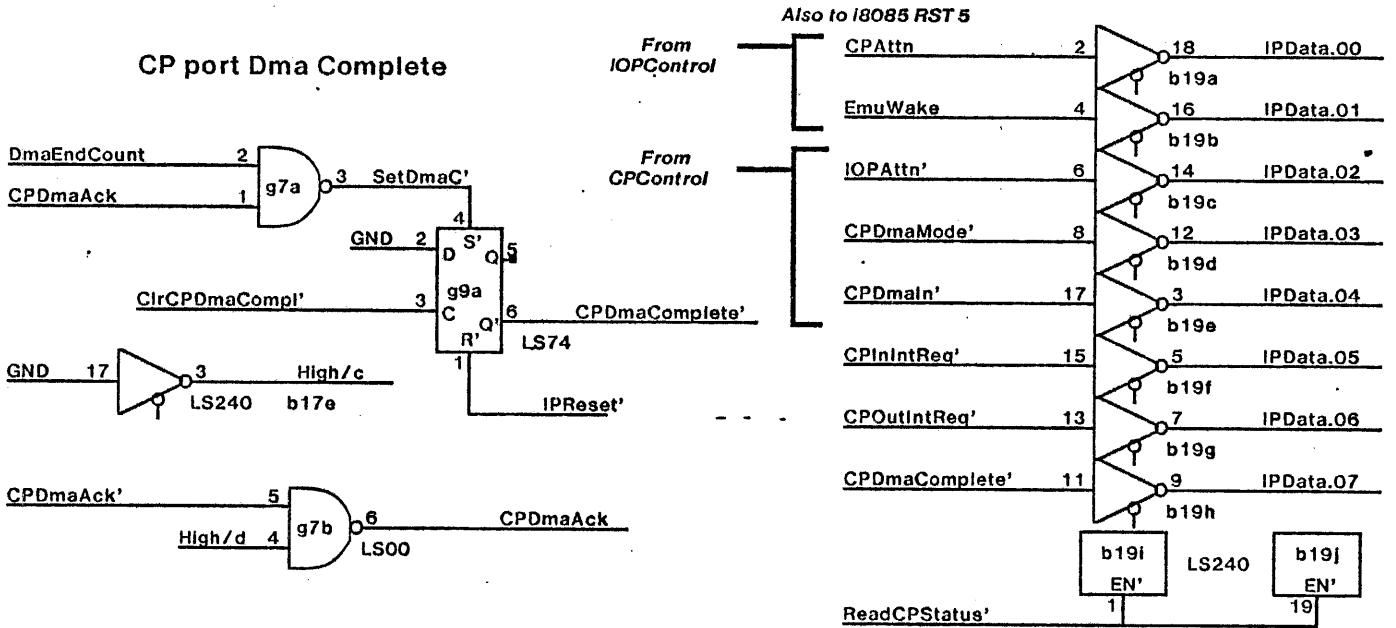 Also to i8085 RST 5
CP port Dma Complete
From
IOPControl
From
CPControl
DmaEndCount 2
CPDmaAck 1
g7a
3 SetDmaC'
4
GND 2
S'
D
Q
5
g9a
ClrCPDmaCompl' 3
C
Q'
6 CPDmaComplete'
R'
LS74
1
IPReset'
GND 17
3 High/c
LS240 b17e
CPDmaAck' 5
High/d 4
g7b
6 CPDmaAck
LS00
CPAttn 2
18 IPData.00
b19a
EmuWake 4
16 IPData.01
b19b
IOPAttn' 6
14 IPData.02
b19c
CPDmaMode' 8
12 IPData.03
b19d
CPDmaIn' 17
3 IPData.04
b19e
CPInIntReq' 15
5 IPData.05
b19f
CPOutIntReq' 13
7 IPData.06
b19g
CPDmaComplete' 11
9 IPData.07
b19h
b19i
EN'
LS240
b19j
EN'
1
19
ReadCPStatus'